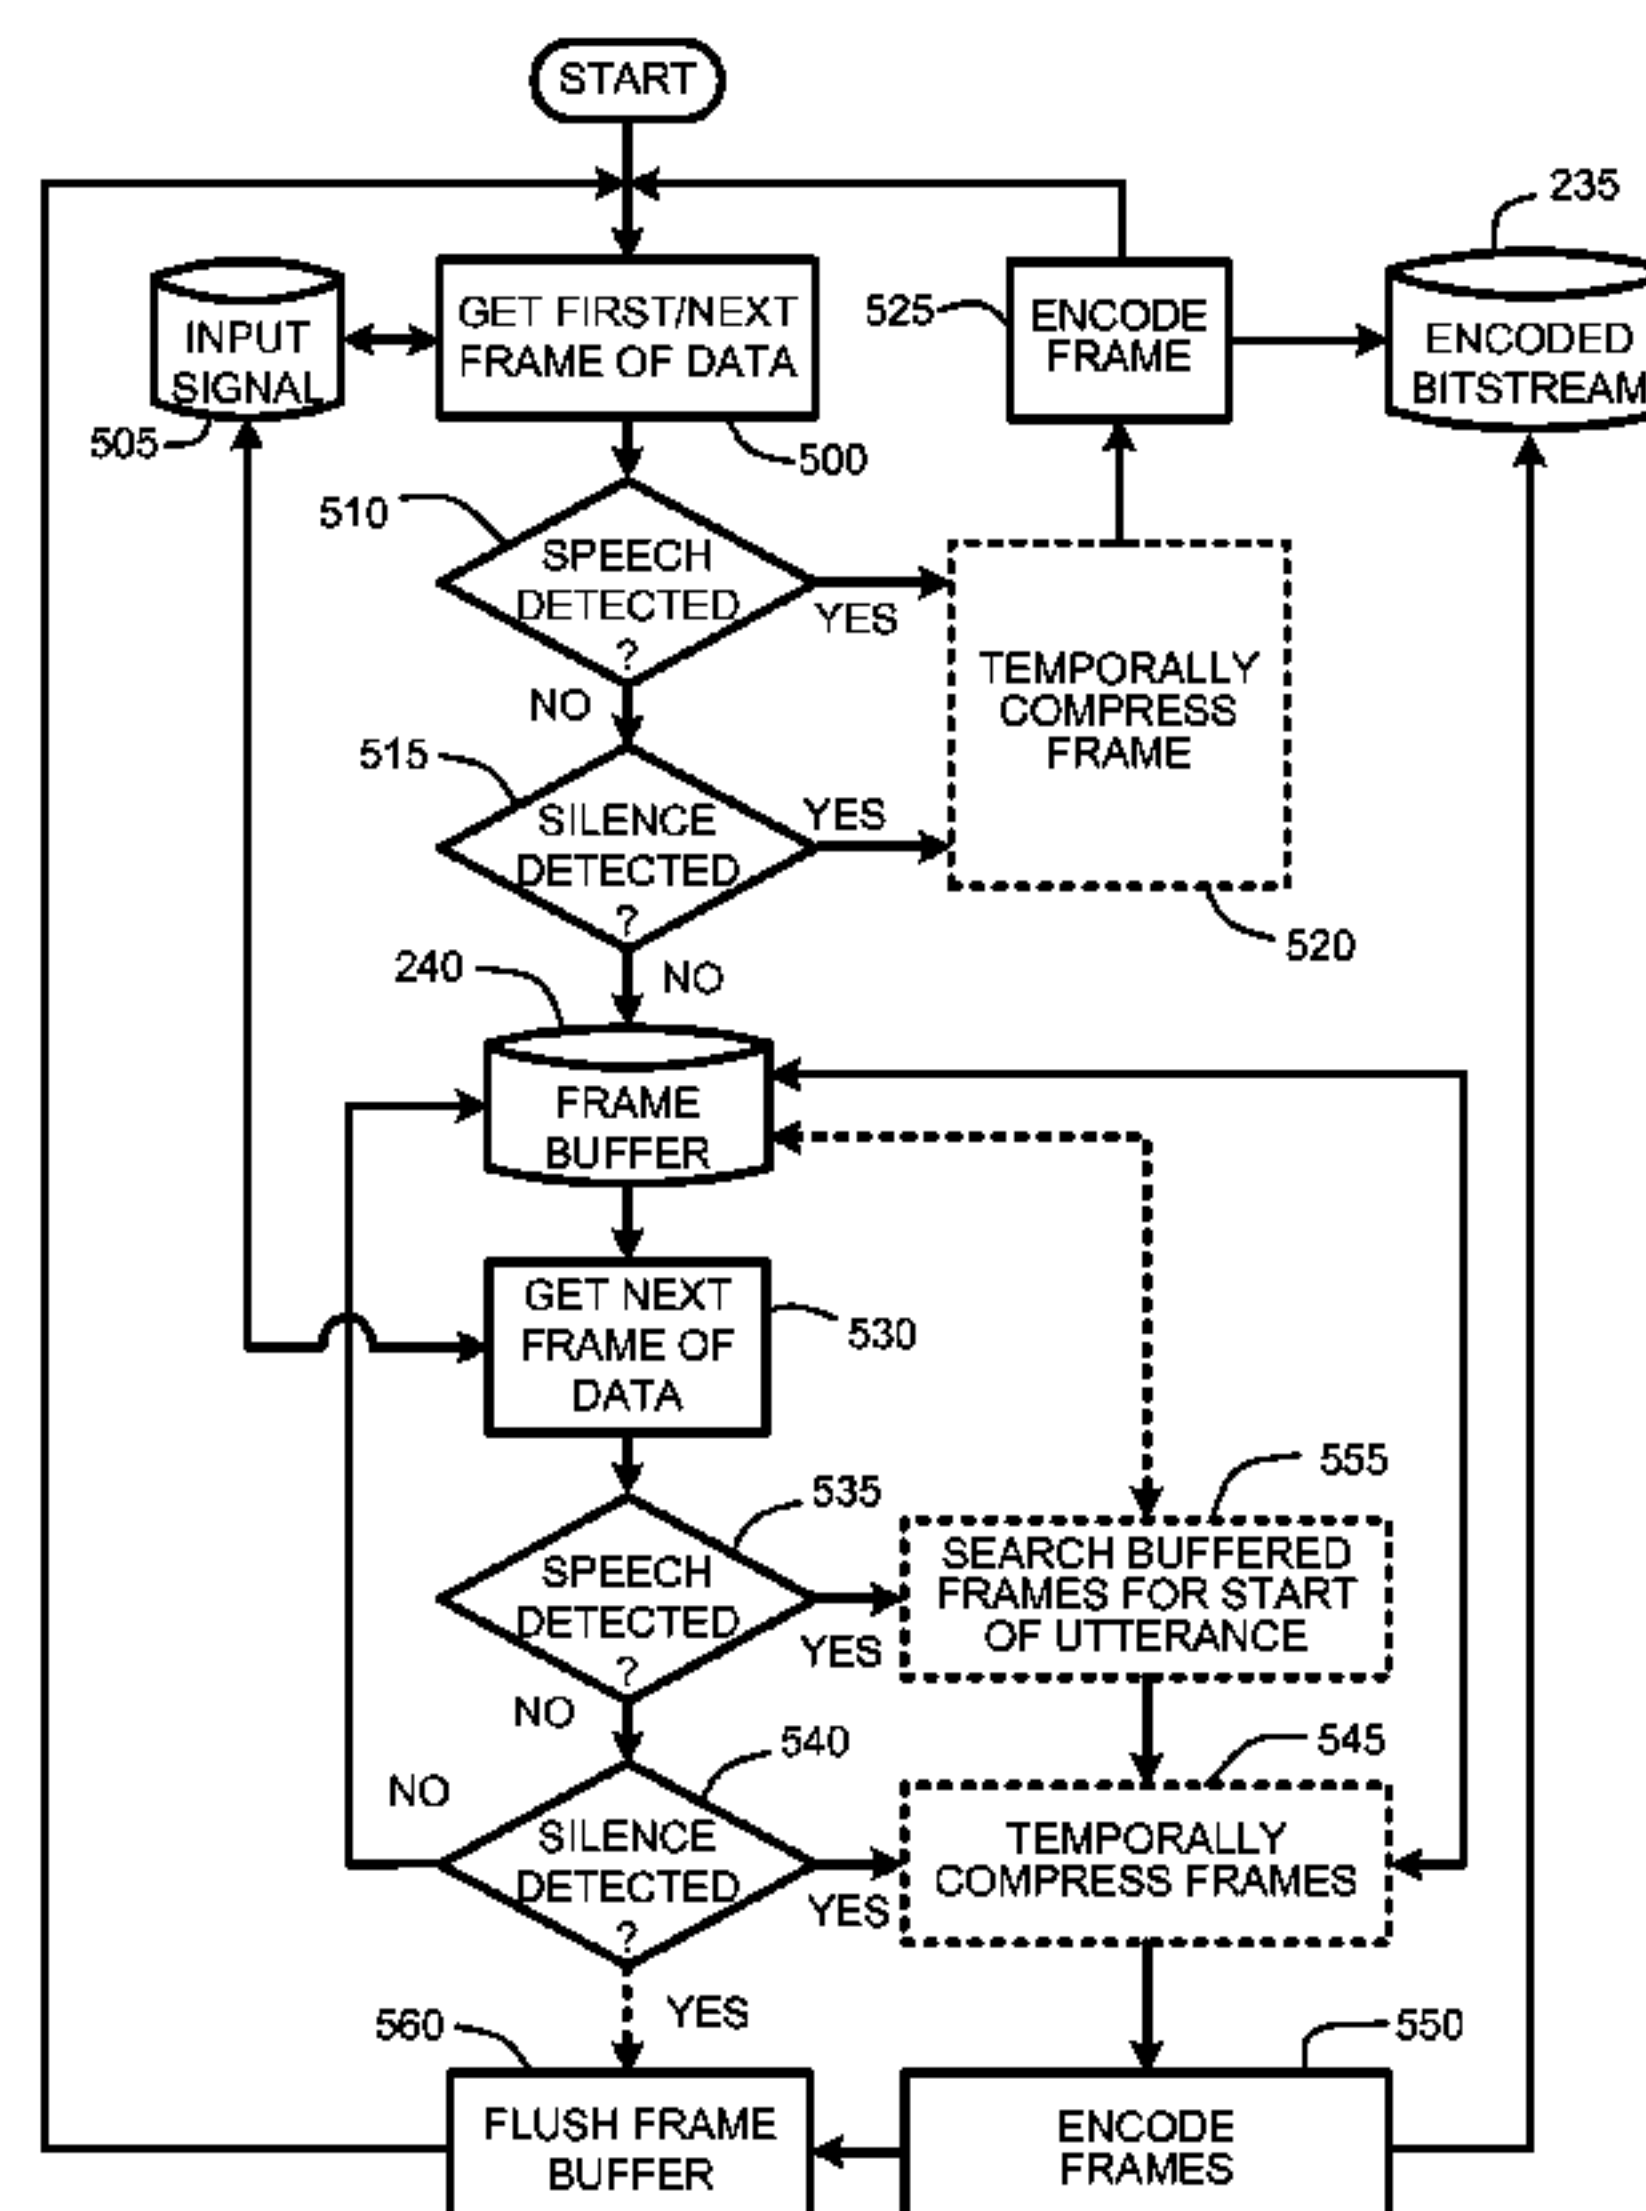 START
235
INPUT
SIGNAL
505
GET FIRST/NEXT
FRAME OF DATA
500
525
ENCODE
FRAME
ENCODED
BITSTREAM
510
SPEECH
DETECTED
?
YES
NO
TEMPORALLY
COMPRESS
FRAME
520
515
SILENCE
DETECTED
?
YES
NO
240
FRAME
BUFFER
GET NEXT
FRAME OF
DATA
530
535
SPEECH
DETECTED
?
YES
NO
555
SEARCH BUFFERED
FRAMES FOR START
OF UTTERANCE
540
SILENCE
DETECTED
?
NO
YES
YES
545
TEMPORALLY
COMPRESS FRAMES
560
FLUSH FRAME
BUFFER
550
ENCODE
FRAMES